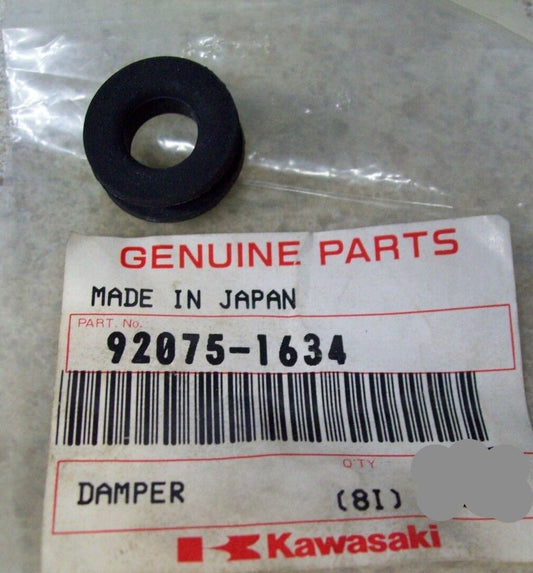 GENUINE PARTS
MADE IN JAPAN
PART. No.
92075-1634
Q'TY
DAMPER (8I)
Kawasaki